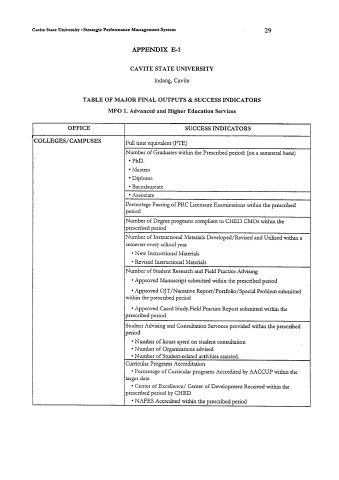 Cavite State University –Strategic Performance Management System
29
APPENDIX E-1
CAVITE STATE UNIVERSITY
Indang, Cavite
TABLE OF MAJOR FINAL OUTPUTS & SUCCESS INDICATORS
MFO 1. Advanced and Higher Education Services
OFFICE
SUCCESS INDICATORS
COLLEGES/CAMPUSES
Full time equivalent (FTE)
Number of Graduates within the Prescribed period: (on a semestral basis)
• PhD.
• Masters
• Diploma
• Baccalaureate
• Associate
Percentage Passing of PRC Licensure Examinations within the prescribed
period
Number of Degree programs compliant to CHED CMOs within the
prescribed period
Number of Instructional Materials Developed/Revised and Utilized within a
semester every school year
• New Instructional Materials
• Revised Instructional Materials
Number of Student Research and Field Practice Advising
• Approved Manuscript submitted within the prescribed period
• Approved OJT/Narrative Report/Portfolio/Special Problem submitted
within the prescribed period
• Approved Cased Study/Field Practice Report submitted within the
prescribed period
Student Advising and Consultation Services provided within the prescribed
period
• Number of hours spent on student consultation
• Number of Organizations advised
• Number of Student-related activities assisted.
Curricular Programs Accreditation
• Percentage of Curricular programs Accredited by AACCUP within the
target date
• Center of Excellence/ Center of Development Received within the
prescribed period by CHED
• NAFES Accredited within the prescribed period